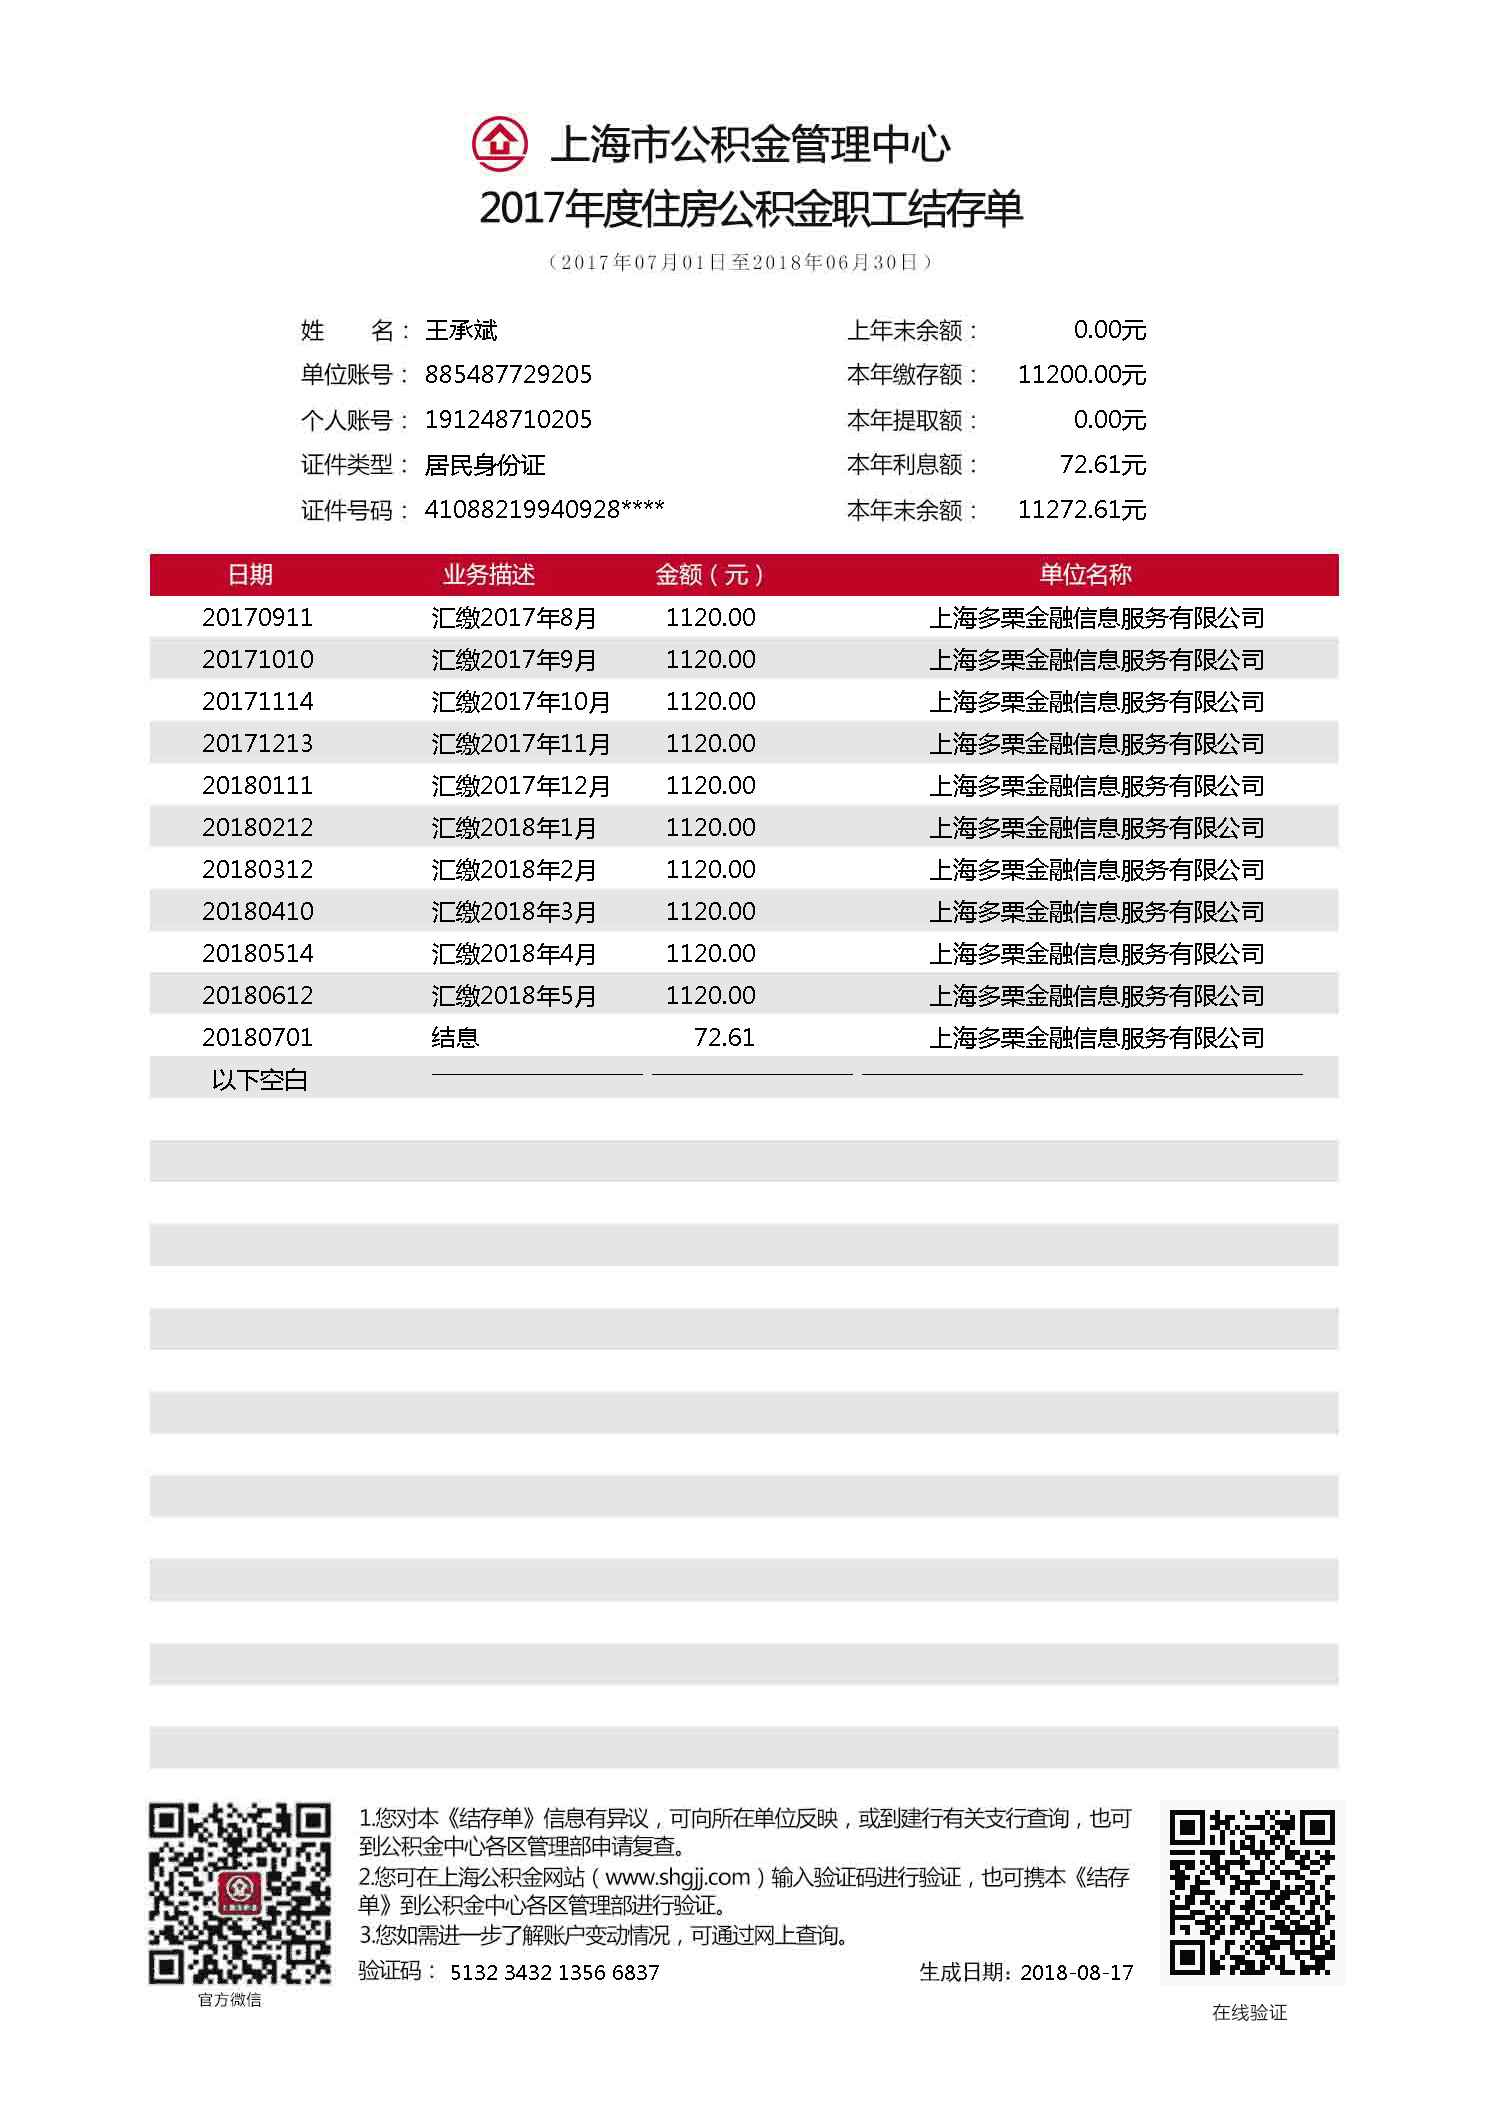 上海市公积金管理中心
2017年度住房公积金职工结存单
（2017年07月01日至2018年06月30日）
姓 名： 王承斌 上年末余额： 0.00元
单位账号： 885487729205 本年缴存额： 11200.00元
个人账号： 191248710205 本年提取额： 0.00元
证件类型： 居民身份证 本年利息额： 72.61元
证件号码： 41088219940928**** 本年末余额： 11272.61元
日期 业务描述 金额（元） 单位名称
20170911 汇缴2017年8月 1120.00 上海多栗金融信息服务有限公司
20171010 汇缴2017年9月 1120.00 上海多栗金融信息服务有限公司
20171114 汇缴2017年10月 1120.00 上海多栗金融信息服务有限公司
20171213 汇缴2017年11月 1120.00 上海多栗金融信息服务有限公司
20180111 汇缴2017年12月 1120.00 上海多栗金融信息服务有限公司
20180212 汇缴2018年1月 1120.00 上海多栗金融信息服务有限公司
20180312 汇缴2018年2月 1120.00 上海多栗金融信息服务有限公司
20180410 汇缴2018年3月 1120.00 上海多栗金融信息服务有限公司
20180514 汇缴2018年4月 1120.00 上海多栗金融信息服务有限公司
20180612 汇缴2018年5月 1120.00 上海多栗金融信息服务有限公司
20180701 结息 72.61 上海多栗金融信息服务有限公司
以下空白
1.您对本《结存单》信息有异议，可向所在单位反映，或到建行有关支行查询，也可
到公积金中心各区管理部申请复查。
2.您可在上海公积金网站（www.shgjj.com）输入验证码进行验证，也可携本《结存
单》到公积金中心各区管理部进行验证。
3.您如需进一步了解账户变动情况，可通过网上查询。
验证码： 5132 3432 1356 6837 生成日期: 2018-08-17
官方微信
在线验证